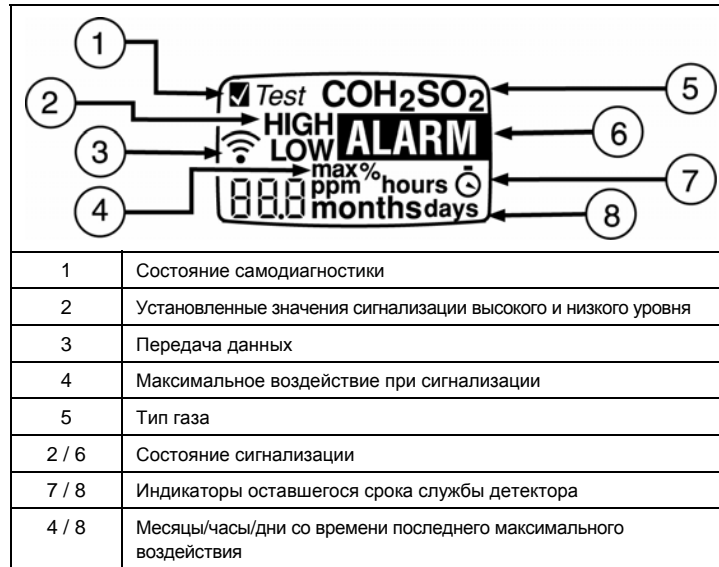 1
2
3
4
5
6
7
8
Test COH₂SO₂
HIGH
LOW ALARM
max%
ppm hours
88.8 months days
1 Состояние самодиагностики
2 Установленные значения сигнализации высокого и низкого уровня
3 Передача данных
4 Максимальное воздействие при сигнализации
5 Тип газа
2 / 6 Состояние сигнализации
7 / 8 Индикаторы оставшегося срока службы детектора
4 / 8 Месяцы/часы/дни со времени последнего максимального
воздействия